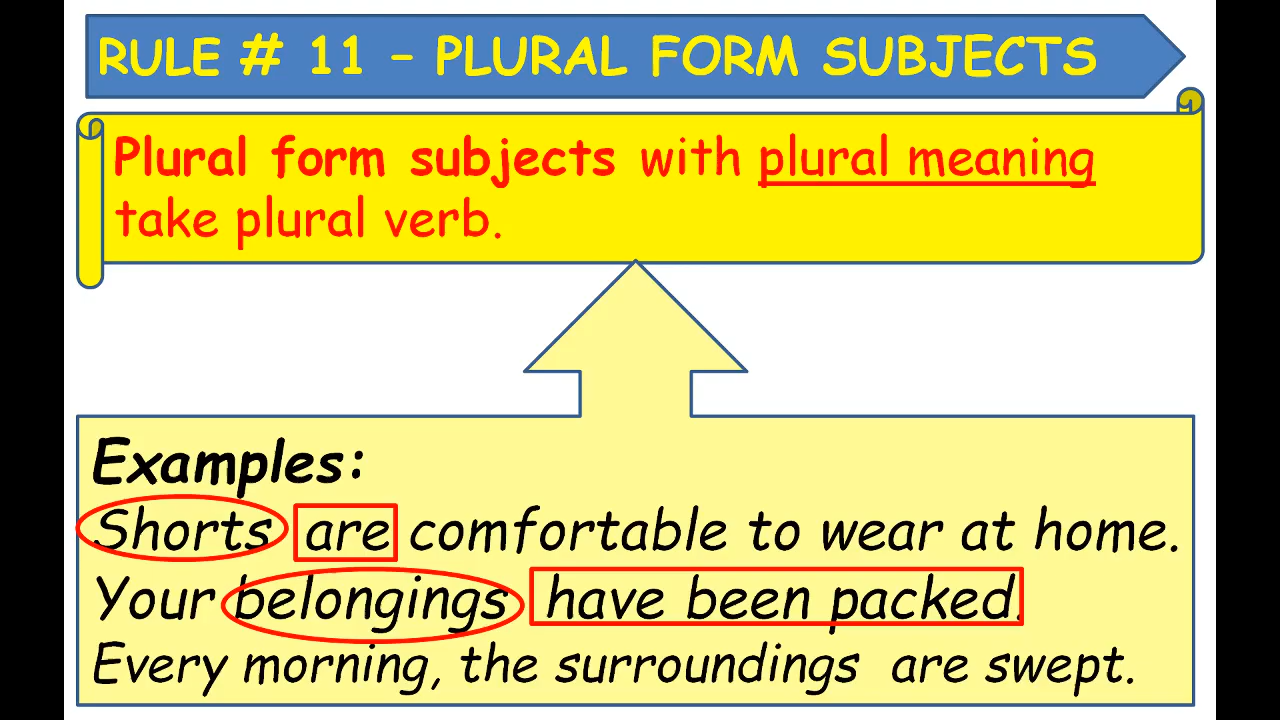 RULE # 11 – PLURAL FORM SUBJECTS
Plural form subjects with plural meaning
take plural verb.
Examples:
Shorts are comfortable to wear at home.
Your belongings have been packed.
Every morning, the surroundings are swept.